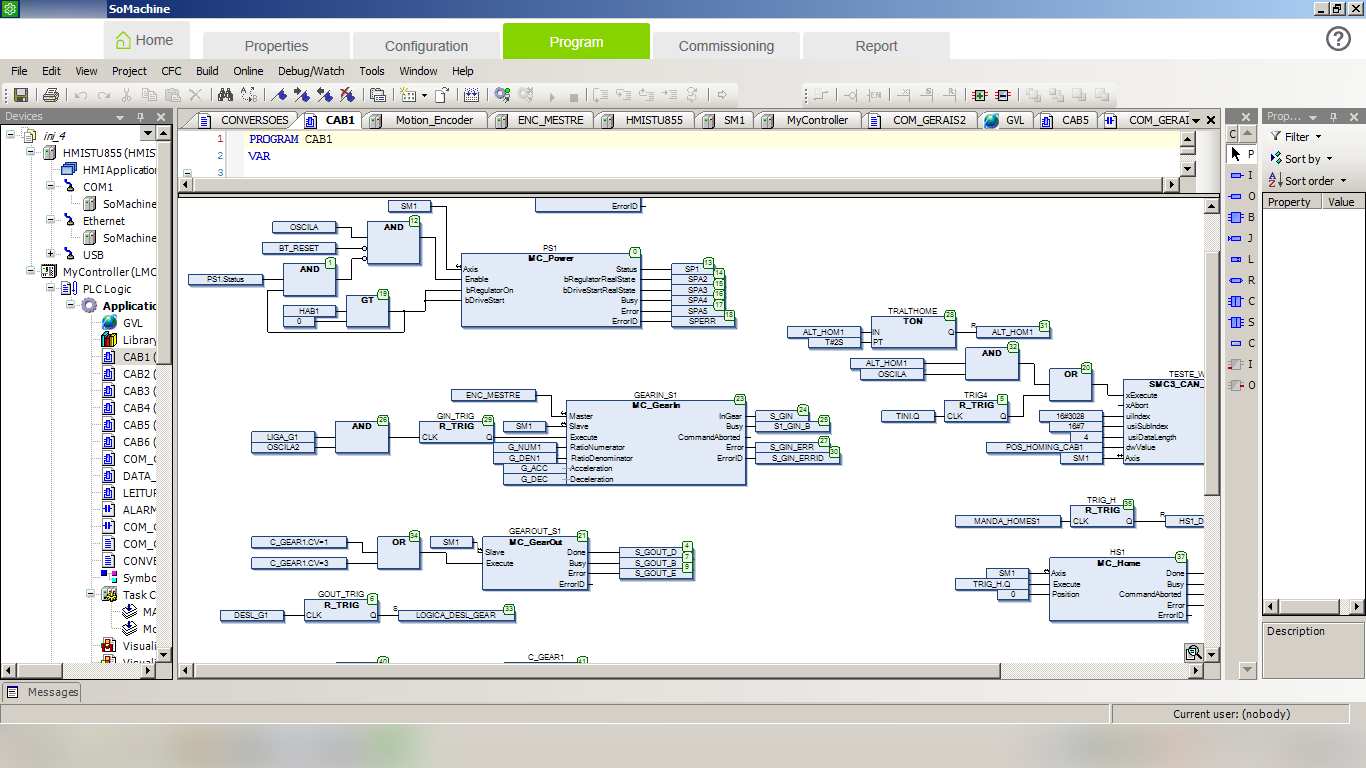 SoMachine
Home
Properties
Configuration
Program
Commissioning
Report
File Edit View Project CFC Build Online Debug/Watch Tools Window Help
Devices
CONVERSOES CAB1 Motion_Encoder ENC_MESTRE HMISTU855 SM1 MyController COM_GERAIS2 GVL CAB5 COM_GERAI
1 PROGRAM CAB1
2 VAR
3
ini_4
HMISTU855 (HMIS
HMI Application
COM1
SoMachine
Ethernet
SoMachine
USB
MyController (LMC
PLC Logic
Applicatio
GVL
Library
CAB1 (
CAB2 (
CAB3 (
CAB4 (
CAB5 (
CAB6 (
COM_G
DATA_
LEITUR
ALARM
COM_G
COM_G
CONVE
Symbo
Task C
MA
Mo
Visuali
SM1
ErrorID
OSCILA
BT_RESET
AND
12
PS1.Status
AND
1
HAB1
0
GT
19
PS1
MC_Power
0
Axis
Enable
bRegulatorOn
bDriveStart
Status
bRegulatorRealState
bDriveStartRealState
Busy
Error
ErrorID
SP1
13
SPA2
14
SPA3
15
SPA4
16
SPA5
17
SPERR
18
TRALTHOME
TON
28
ALT_HOM1
T#2S
IN
PT
Q
R
ALT_HOM1
31
ALT_HOM1
OSCILA
AND
32
OR
20
TRIG4
R_TRIG
5
TINI.Q
CLK
Q
TESTE_W
SMC3_CAN_
16#3028
16#7
4
POS_HOMING_CAB1
SM1
xExecute
xAbort
uiIndex
usiSubIndex
usiDataLength
dwValue
Axis
LIGA_G1
OSCILA2
AND
26
GIN_TRIG
R_TRIG
29
CLK
Q
ENC_MESTRE
SM1
G_NUM1
G_DEN1
G_ACC
G_DEC
GEARIN_S1
MC_GearIn
23
Master
Slave
Execute
RatioNumerator
RatioDenominator
Acceleration
Deceleration
InGear
Busy
CommandAborted
Error
ErrorID
S_GIN
24
S1_GIN_B
25
S_GIN_ERR
27
S_GIN_ERRID
30
TRIG_H
R_TRIG
MANDA_HOMES1
CLK
Q
R
HS1_D
C_GEAR1.CV=1
C_GEAR1.CV=3
OR
34
SM1
GEAROUT_S1
MC_GearOut
21
Slave
Execute
Done
Busy
Error
ErrorID
S_GOUT_D
4
S_GOUT_B
7
S_GOUT_E
GOUT_TRIG
R_TRIG
6
DESL_G1
CLK
Q
S
LOGICA_DESL_GEAR
33
HS1
MC_Home
37
SM1
TRIG_H.Q
0
Axis
Execute
Position
Done
Busy
CommandAborted
Error
ErrorID
40
C_GEAR1
41
C
P
I
O
B
J
L
R
C
S
C
I
O
Prop...
Filter
Sort by
Sort order
Property Value
Description
Messages
Current user: (nobody)